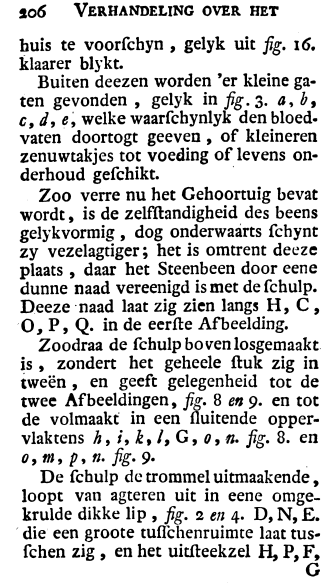 206 VERHANDELING OVER HET
huis te voorſchyn , gelyk uit fig. 16.
klaarer blykt.
Buiten deezen worden 'er kleine ga-
ten gevonden , gelyk in fig. 3. a, b,
c, d, e, welke waarſchynlyk den bloed-
vaten doortogt geeven , of kleineren
zenuwtakjes tot voeding of levens on-
derhoud geſchikt.
Zoo verre nu het Gehoortuig bevat
wordt , is de zelfſtandigheid des beens
gelykvormig , dog onderwaarts ſchynt
zy vezelagtiger; het is omtrent deeze
plaats , daar het Steenbeen door eene
dunne naad vereenigd is met de ſchulp.
Deeze naad laat zig zien langs H, C,
O, P, Q. in de eerſte Afbeelding.
Zoodraa de ſchulp boven losgemaakt
is , zondert het geheele ſtuk zig in
tweën , en geeft gelegenheid tot de
twee Afbeeldingen, fig. 8 en 9. en tot
de volmaakt in een ſluitende opper-
vlaktens h, i, k, l, G, o, n. fig. 8. en
o, m, p, n. fig. 9.
De ſchulp de trommel uitmaakende,
loopt van agteren uit in eene omge-
krulde dikke lip , fig. 2 en 4. D, N, E.
die een groote tuſſchenruimte laat tus-
ſchen zig , en het uitſteekzel H, P, F,
G